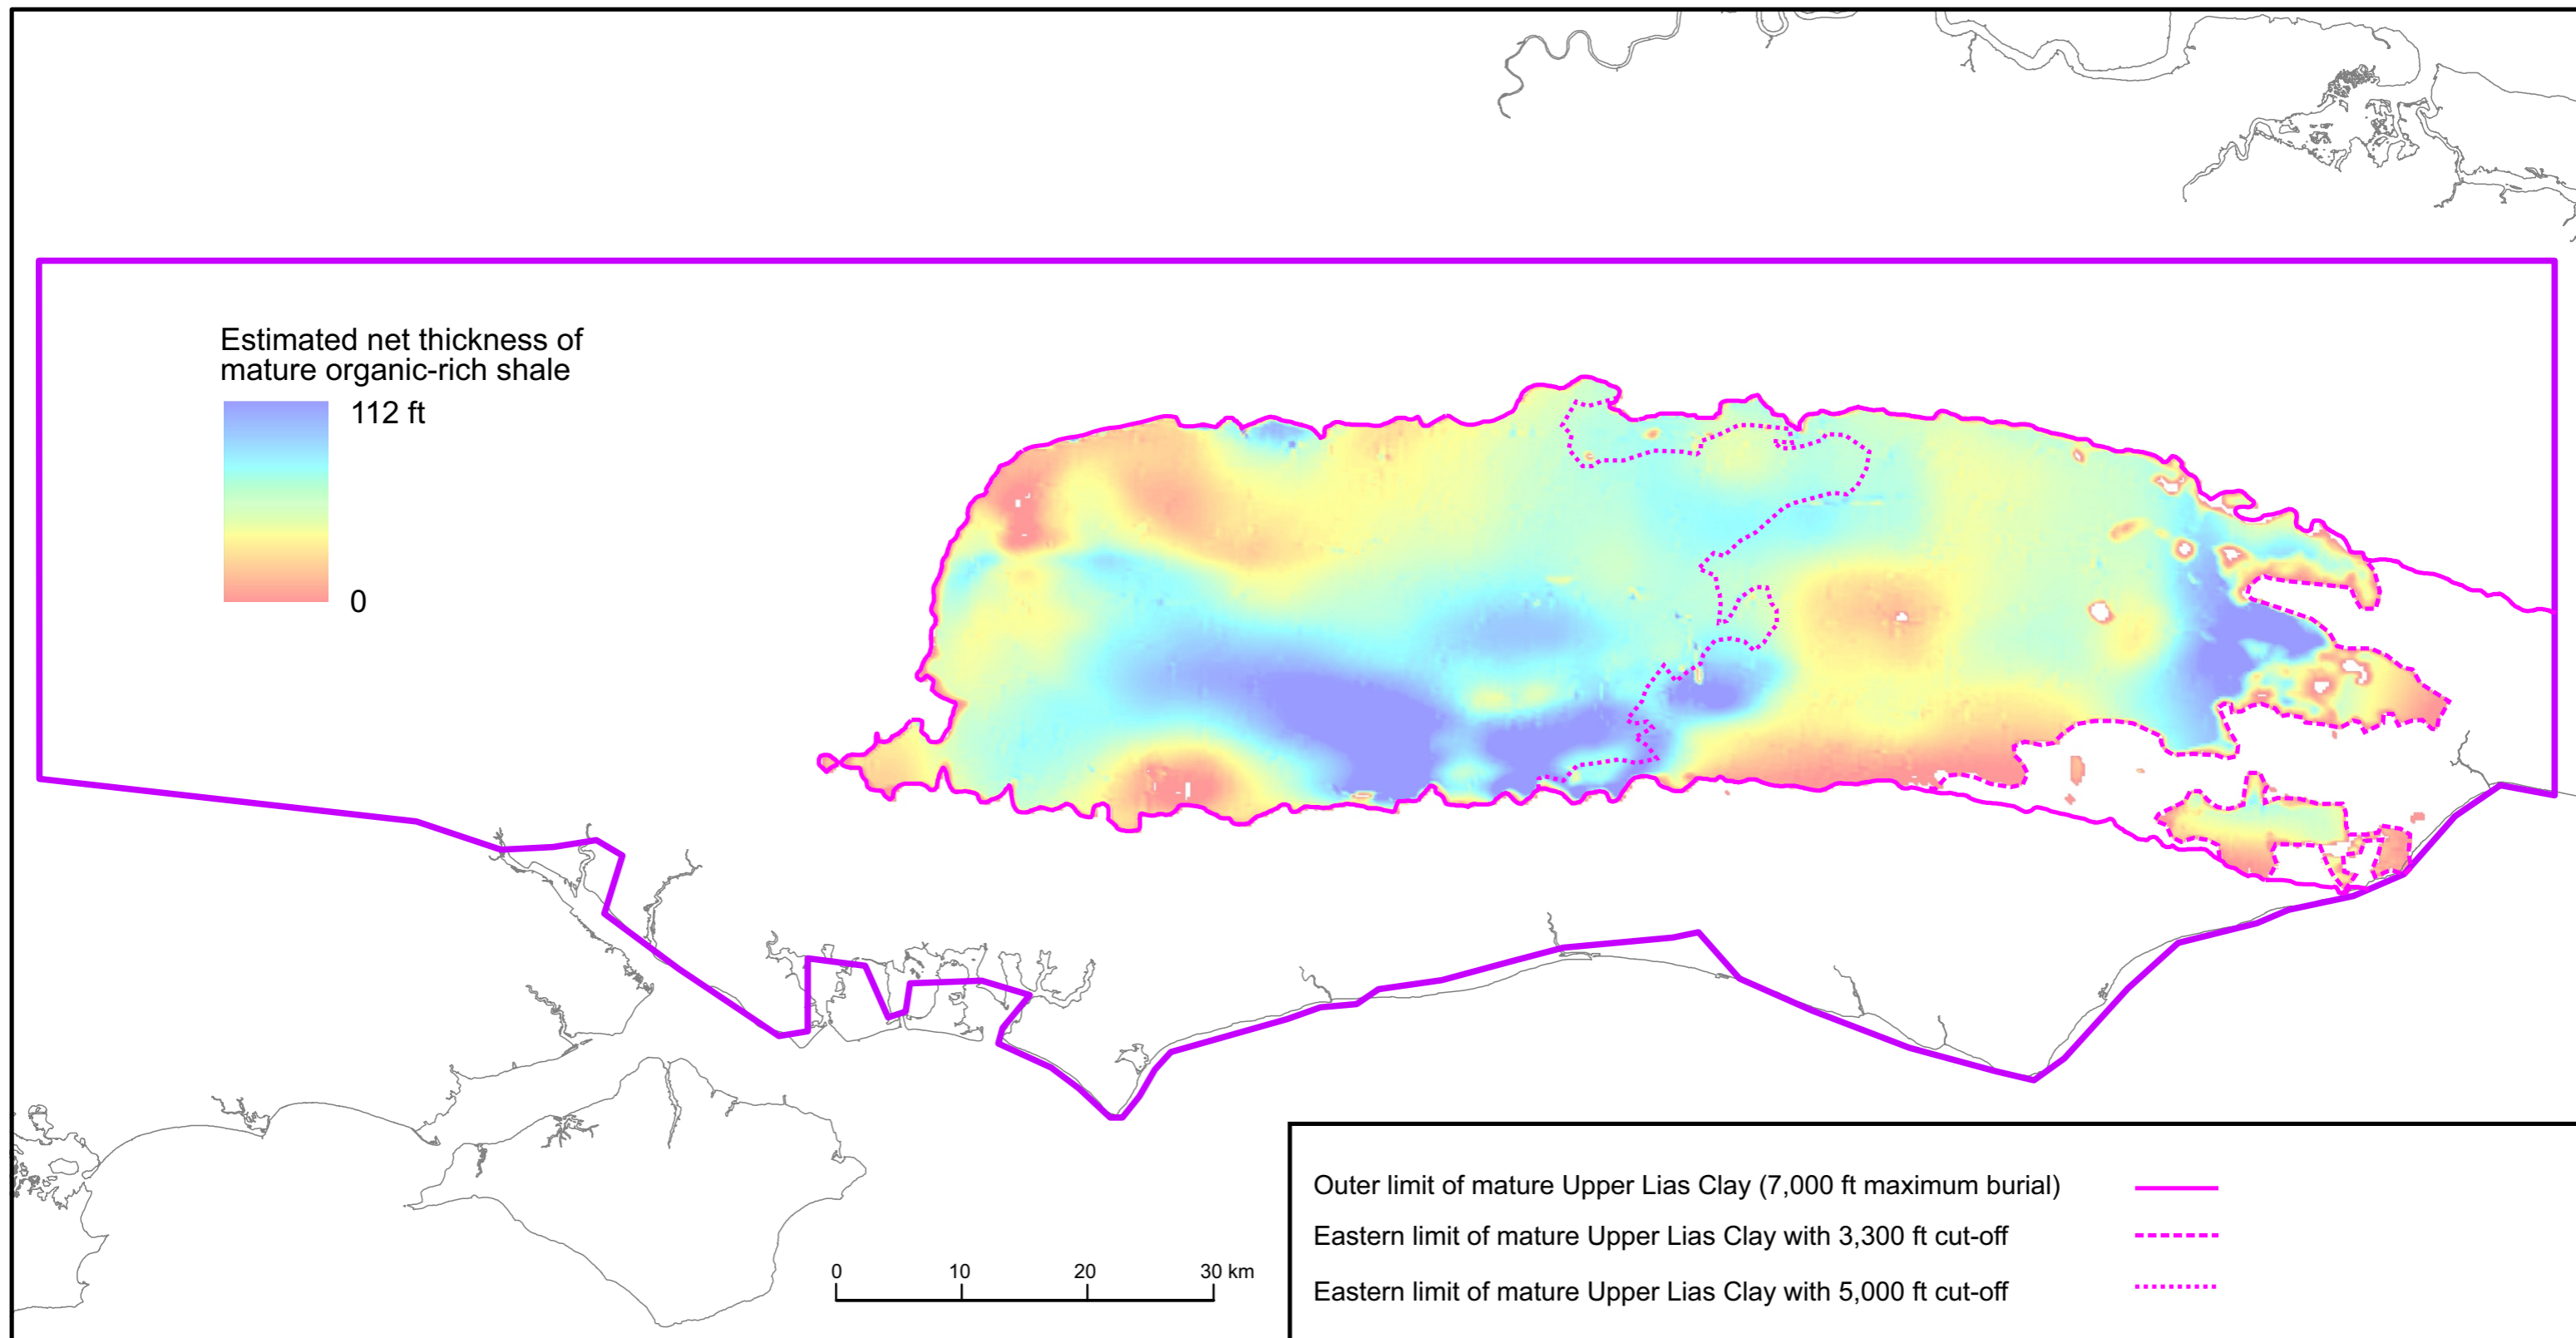 Estimated net thickness of
mature organic-rich shale
112 ft
0
Outer limit of mature Upper Lias Clay (7,000 ft maximum burial)
Eastern limit of mature Upper Lias Clay with 3,300 ft cut-off
Eastern limit of mature Upper Lias Clay with 5,000 ft cut-off
0 10 20 30 km